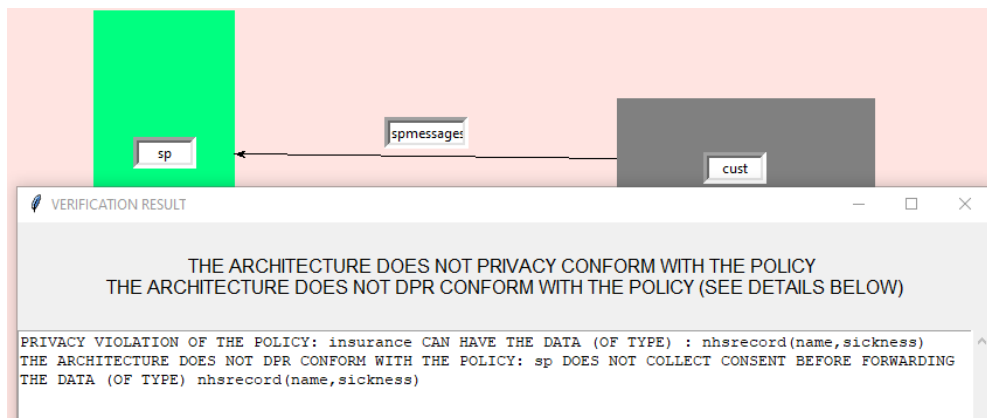 spmessages
sp
cust
VERIFICATION RESULT
THE ARCHITECTURE DOES NOT PRIVACY CONFORM WITH THE POLICY
THE ARCHITECTURE DOES NOT DPR CONFORM WITH THE POLICY (SEE DETAILS BELOW)
PRIVACY VIOLATION OF THE POLICY: insurance CAN HAVE THE DATA (OF TYPE) : nhsrecord(name,sickness)
THE ARCHITECTURE DOES NOT DPR CONFORM WITH THE POLICY: sp DOES NOT COLLECT CONSENT BEFORE FORWARDING
THE DATA (OF TYPE) nhsrecord(name,sickness)